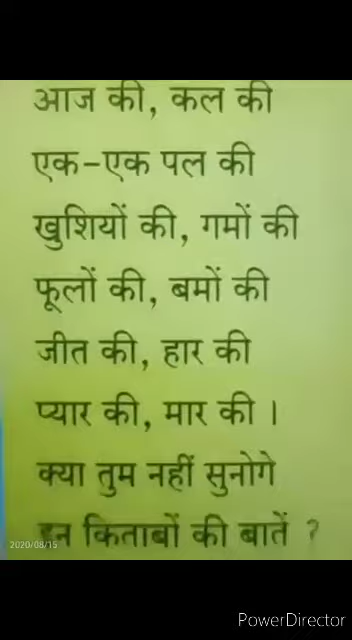 आज की, कल की
एक-एक पल की
खुशियों की, गमों की
फूलों की, बमों की
जीत की, हार की
प्यार की, मार की ।
क्या तुम नहीं सुनोगे
इन किताबों की बातें ?
2020/08/15
PowerDirector